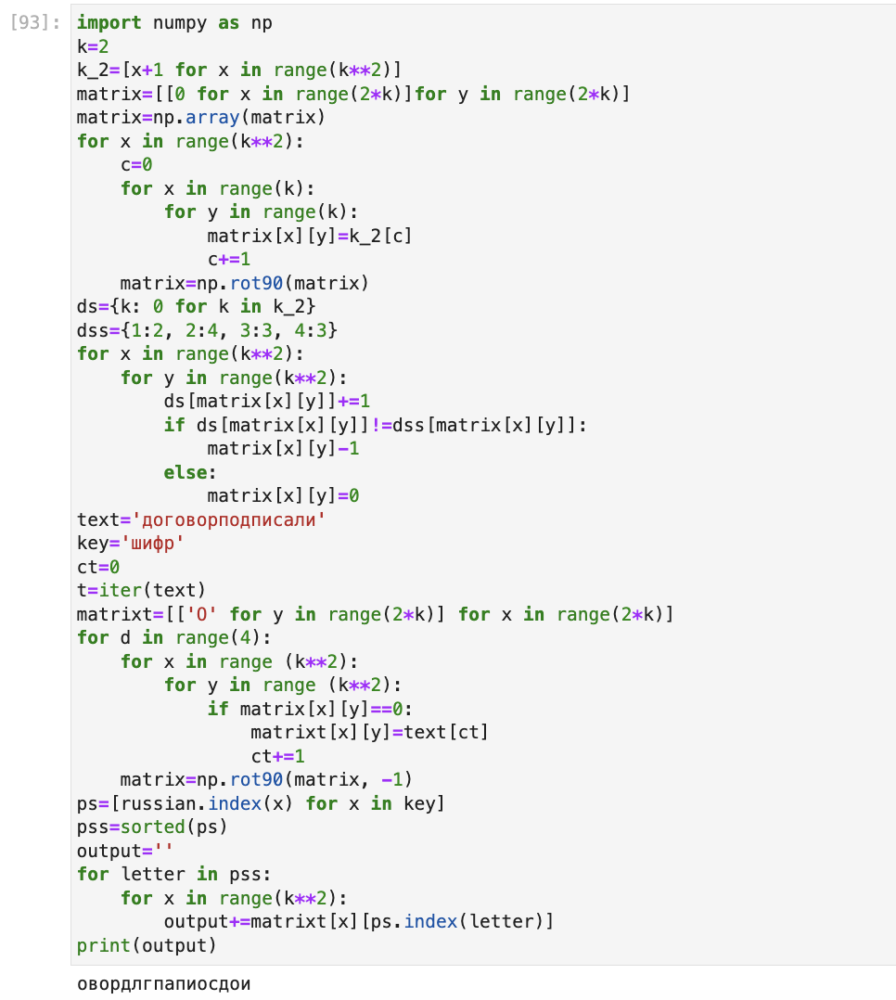 [93]: import numpy as np
k=2
k_2=[x+1 for x in range(k**2)]
matrix=[[0 for x in range(2*k)]for y in range(2*k)]
matrix=np.array(matrix)
for x in range(k**2):
    c=0
    for x in range(k):
        for y in range(k):
            matrix[x][y]=k_2[c]
            c+=1
    matrix=np.rot90(matrix)
ds={k: 0 for k in k_2}
dss={1:2, 2:4, 3:3, 4:3}
for x in range(k**2):
    for y in range(k**2):
        ds[matrix[x][y]]+=1
        if ds[matrix[x][y]]!=dss[matrix[x][y]]:
            matrix[x][y]-1
        else:
            matrix[x][y]=0
text='договорподписали'
key='шифр'
ct=0
t=iter(text)
matrixt=[['О' for y in range(2*k)] for x in range(2*k)]
for d in range(4):
    for x in range (k**2):
        for y in range (k**2):
            if matrix[x][y]==0:
                matrixt[x][y]=text[ct]
                ct+=1
    matrix=np.rot90(matrix, -1)
ps=[russian.index(x) for x in key]
pss=sorted(ps)
output=''
for letter in pss:
    for x in range(k**2):
        output+=matrixt[x][ps.index(letter)]
print(output)
овордлгпапиосдои